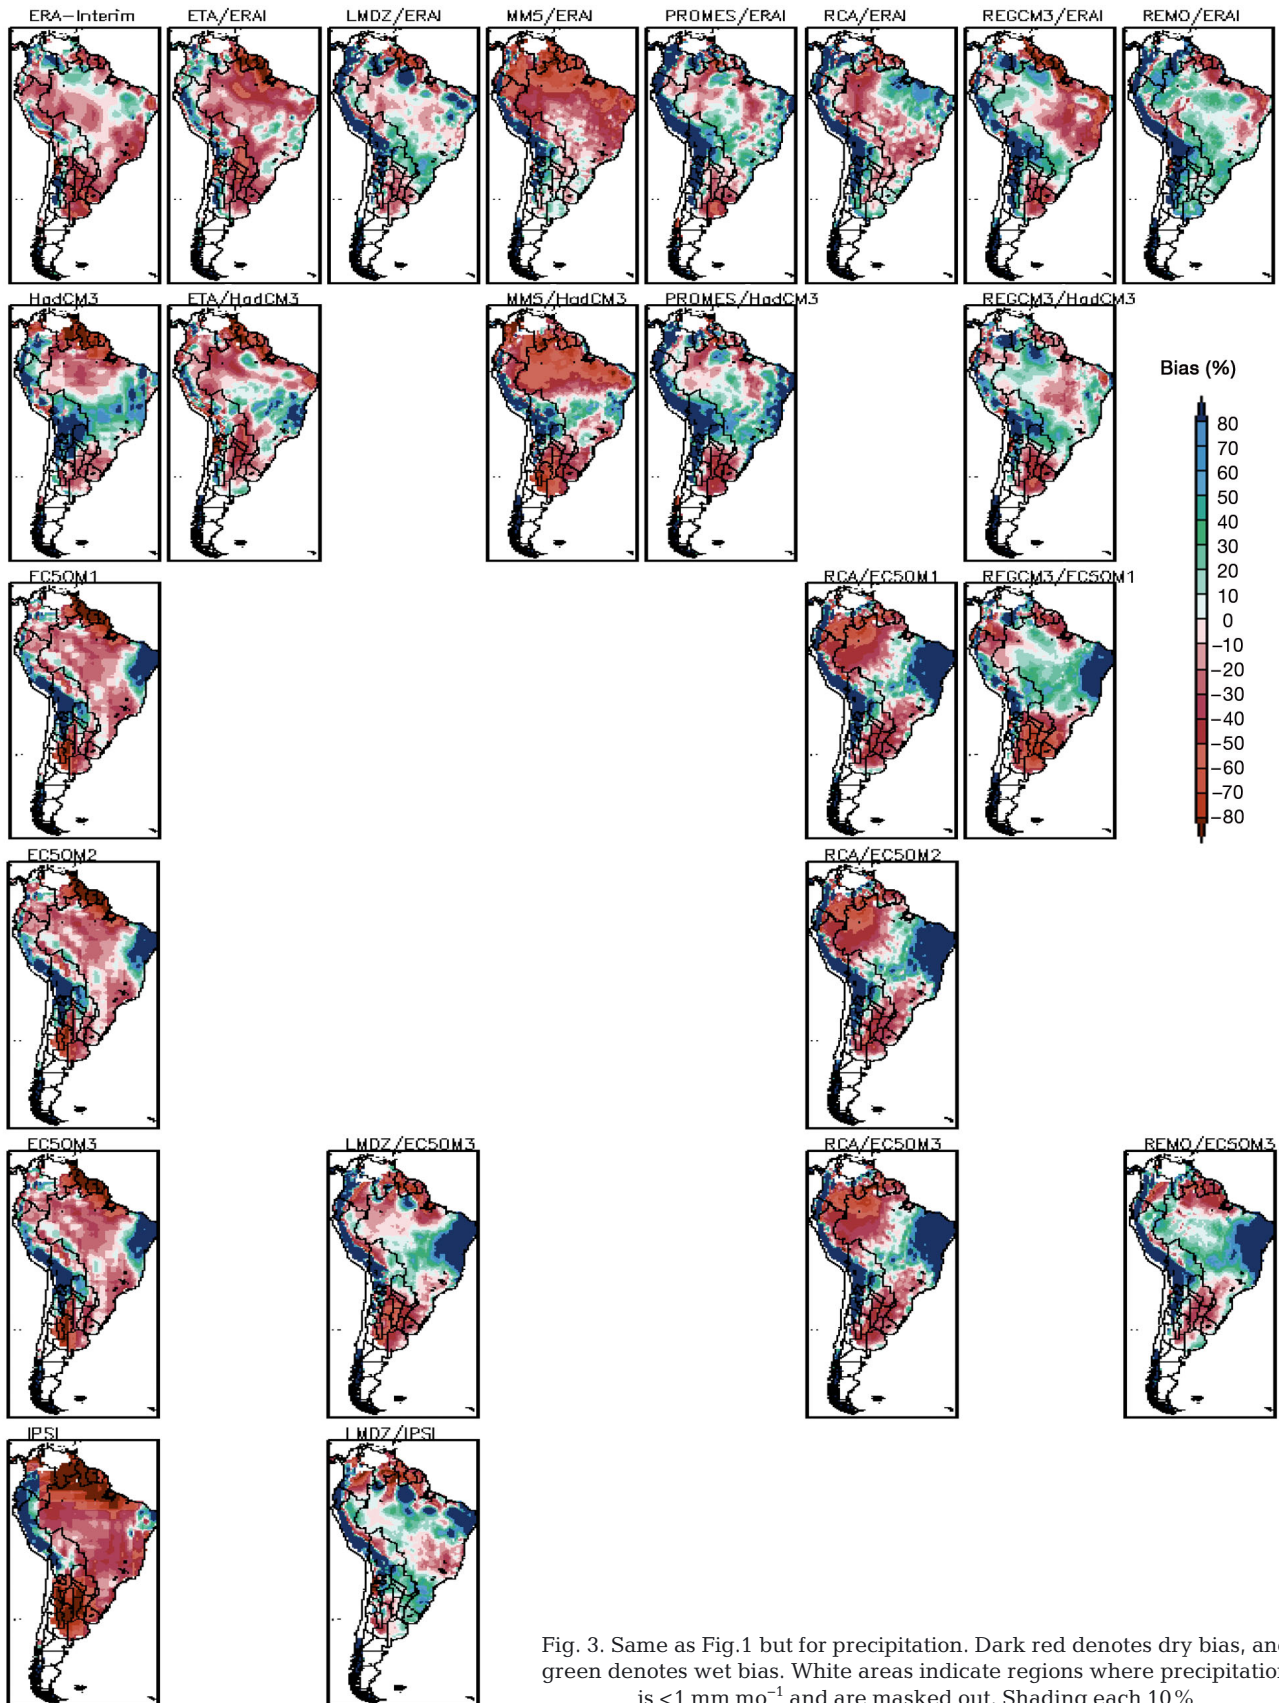 ERA-Interim ETA/ERAI LMDZ/ERAI MM5/ERAI PROMES/ERAI RCA/ERAI REGCM3/ERAI REMO/ERAI
HadCM3 ETA/HadCM3 MM5/HadCM3 PROMES/HadCM3 REGCM3/HadCM3
Bias (%)
80
70
60
50
40
30
20
10
0
−10
−20
−30
−40
−50
−60
−70
−80
EC5OM1 RCA/EC5OM1 REGCM3/EC5OM1
EC5OM2 RCA/EC5OM2
EC5OM3 LMDZ/EC5OM3 RCA/EC5OM3 REMO/EC5OM3
IPSL LMDZ/IPSL
Fig. 3. Same as Fig.1 but for precipitation. Dark red denotes dry bias, and
green denotes wet bias. White areas indicate regions where precipitation
is <1 mm mo⁻¹ and are masked out. Shading each 10%